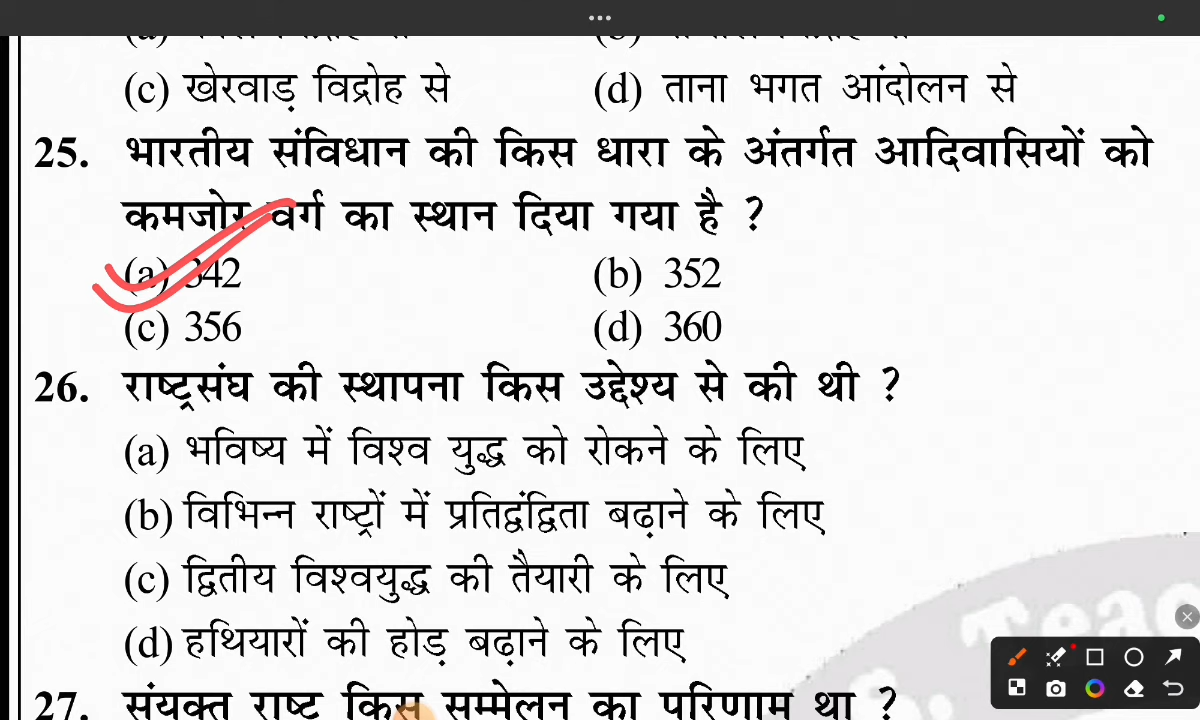 (c) खेरवाड़ विद्रोह से (d) ताना भगत आंदोलन से
25. भारतीय संविधान की किस धारा के अंतर्गत आदिवासियों को
कमजोर वर्ग का स्थान दिया गया है ?
(a) 342 (b) 352
(c) 356 (d) 360
26. राष्ट्रसंघ की स्थापना किस उद्देश्य से की थी ?
(a) भविष्य में विश्व युद्ध को रोकने के लिए
(b) विभिन्न राष्ट्रों में प्रतिद्वंद्विता बढ़ाने के लिए
(c) द्वितीय विश्वयुद्ध की तैयारी के लिए
(d) हथियारों की होड़ बढ़ाने के लिए
27. संयुक्त राष्ट किस सम्मेलन का परिणाम था ?